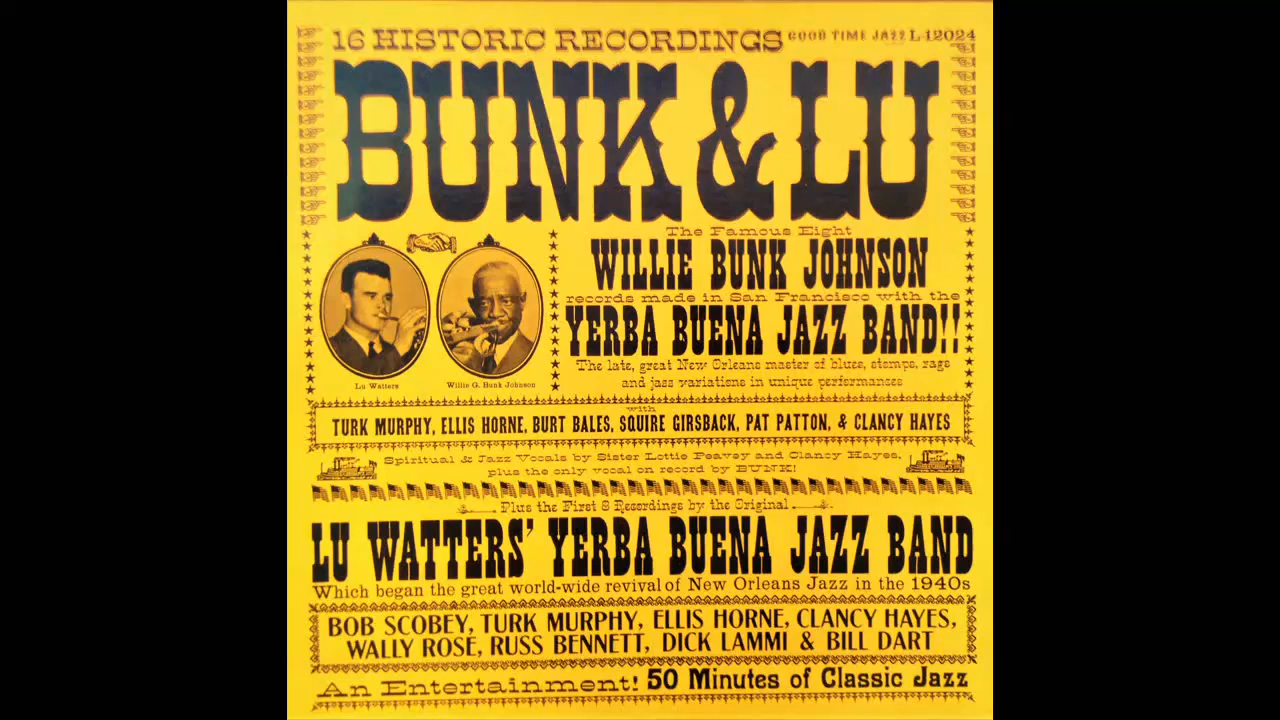 16 HISTORIC RECORDINGS GOOD TIME JAZZ L-12024
BUNK & LU
The Famous Eight
WILLIE BUNK JOHNSON
records made in San Francisco with the
YERBA BUENA JAZZ BAND!!
The late, great New Orleans master of blues, stomps, rags
and jass variations in unique performances
Lu Watters
Willie G. Bunk Johnson
with
TURK MURPHY, ELLIS HORNE, BURT BALES, SQUIRE GIRSBACK, PAT PATTON, & CLANCY HAYES
Spiritual & Jazz Vocals by Sister Lottie Peavey and Clancy Hayes,
plus the only vocal on record by BUNK!
Plus the First 8 Recordings by the Original
LU WATTERS' YERBA BUENA JAZZ BAND
Which began the great world-wide revival of New Orleans Jazz in the 1940s
BOB SCOBEY, TURK MURPHY, ELLIS HORNE, CLANCY HAYES,
WALLY ROSE, RUSS BENNETT, DICK LAMMI & BILL DART
An Entertainment! 50 Minutes of Classic Jazz